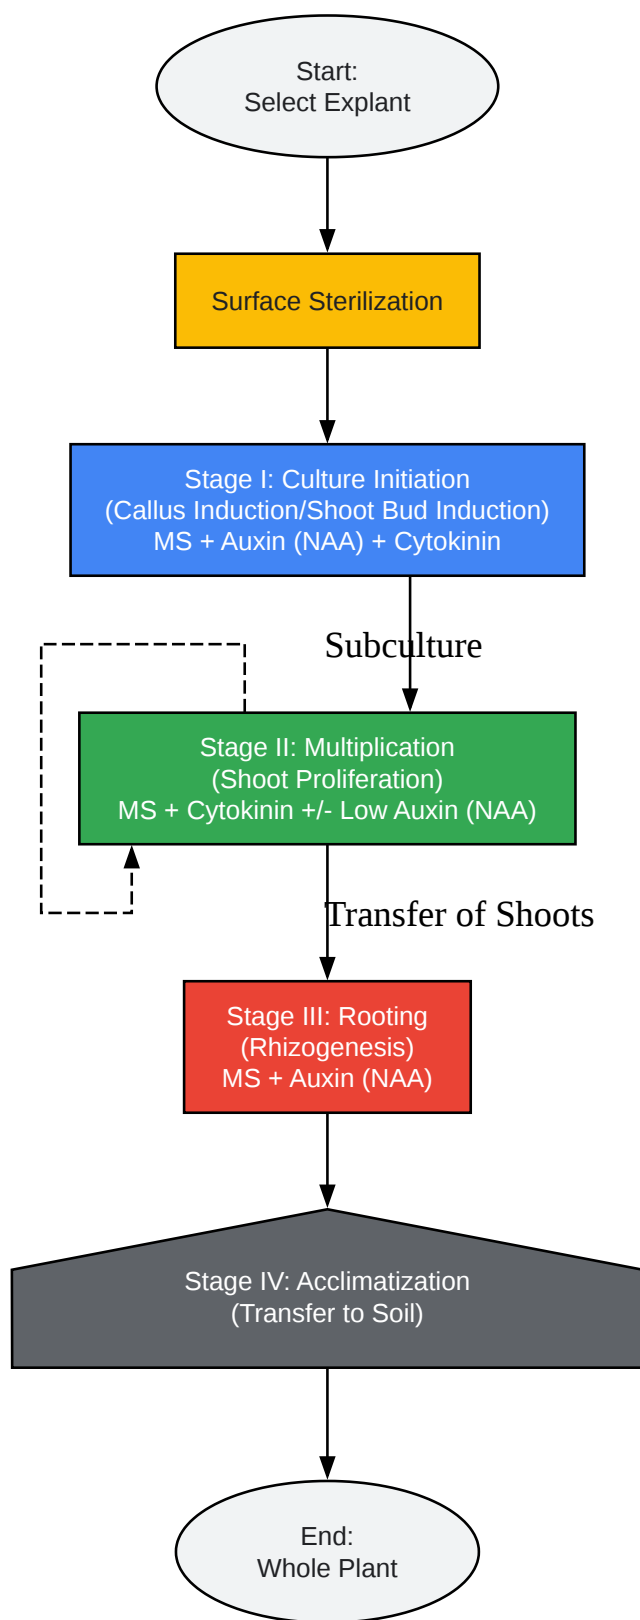 Start:
Select Explant
Surface Sterilization
Stage I: Culture Initiation
(Callus Induction/Shoot Bud Induction)
MS + Auxin (NAA) + Cytokinin
Subculture
Stage II: Multiplication
(Shoot Proliferation)
MS + Cytokinin +/- Low Auxin (NAA)
Transfer of Shoots
Stage III: Rooting
(Rhizogenesis)
MS + Auxin (NAA)
Stage IV: Acclimatization
(Transfer to Soil)
End:
Whole Plant